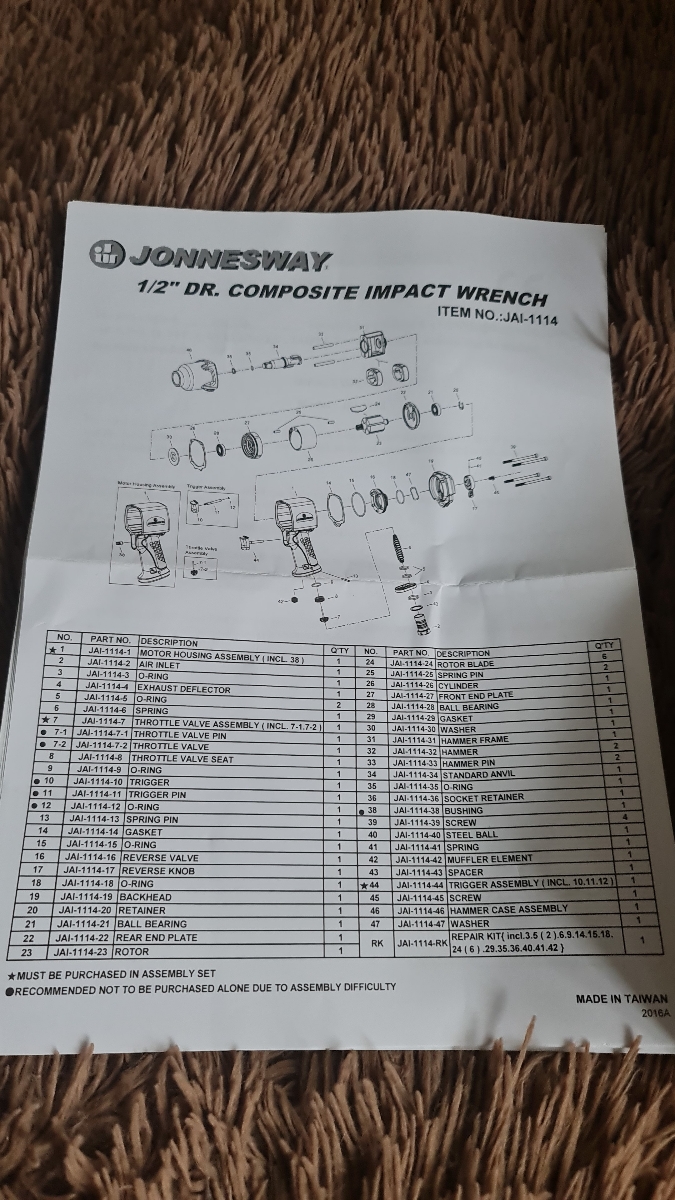 JONNESWAY
1/2" DR. COMPOSITE IMPACT WRENCH
ITEM NO.:JAI-1114
Motor Housing Assembly
Trigger Assembly
Throttle Valve
Assembly
NO. PART NO. DESCRIPTION Q'TY
★ 1 JAI-1114-1 MOTOR HOUSING ASSEMBLY ( INCL. 38 ) 1
2 JAI-1114-2 AIR INLET 1
3 JAI-1114-3 O-RING 1
4 JAI-1114-4 EXHAUST DEFLECTOR 1
5 JAI-1114-5 O-RING 2
6 JAI-1114-6 SPRING 1
★ 7 JAI-1114-7 THROTTLE VALVE ASSEMBLY ( INCL. 7-1.7-2 ) 1
● 7-1 JAI-1114-7-1 THROTTLE VALVE PIN 1
● 7-2 JAI-1114-7-2 THROTTLE VALVE 1
8 JAI-1114-8 THROTTLE VALVE SEAT 1
9 JAI-1114-9 O-RING 1
● 10 JAI-1114-10 TRIGGER 1
● 11 JAI-1114-11 TRIGGER PIN 1
● 12 JAI-1114-12 O-RING 1
13 JAI-1114-13 SPRING PIN 1
14 JAI-1114-14 GASKET 1
15 JAI-1114-15 O-RING 1
16 JAI-1114-16 REVERSE VALVE 1
17 JAI-1114-17 REVERSE KNOB 1
18 JAI-1114-18 O-RING 1
19 JAI-1114-19 BACKHEAD 1
20 JAI-1114-20 RETAINER 1
21 JAI-1114-21 BALL BEARING 1
22 JAI-1114-22 REAR END PLATE 1
23 JAI-1114-23 ROTOR 1
NO. PART NO. DESCRIPTION Q'TY
24 JAI-1114-24 ROTOR BLADE 6
25 JAI-1114-25 SPRING PIN 2
26 JAI-1114-26 CYLINDER 1
27 JAI-1114-27 FRONT END PLATE 1
28 JAI-1114-28 BALL BEARING 1
29 JAI-1114-29 GASKET 1
30 JAI-1114-30 WASHER 1
31 JAI-1114-31 HAMMER FRAME 1
32 JAI-1114-32 HAMMER 2
33 JAI-1114-33 HAMMER PIN 2
34 JAI-1114-34 STANDARD ANVIL 1
35 JAI-1114-35 O-RING 1
36 JAI-1114-36 SOCKET RETAINER 1
● 38 JAI-1114-38 BUSHING 1
39 JAI-1114-39 SCREW 4
40 JAI-1114-40 STEEL BALL 1
41 JAI-1114-41 SPRING 1
42 JAI-1114-42 MUFFLER ELEMENT 1
43 JAI-1114-43 SPACER 1
★44 JAI-1114-44 TRIGGER ASSEMBLY ( INCL. 10.11.12 ) 1
45 JAI-1114-45 SCREW 1
46 JAI-1114-46 HAMMER CASE ASSEMBLY 1
47 JAI-1114-47 WASHER 1
RK JAI-1114-RK REPAIR KIT{ incl.3.5 ( 2 ).6.9.14.15.18. 1
24 ( 6 ) .29.35.36.40.41.42 }
★MUST BE PURCHASED IN ASSEMBLY SET
●RECOMMENDED NOT TO BE PURCHASED ALONE DUE TO ASSEMBLY DIFFICULTY
MADE IN TAIWAN
2016A